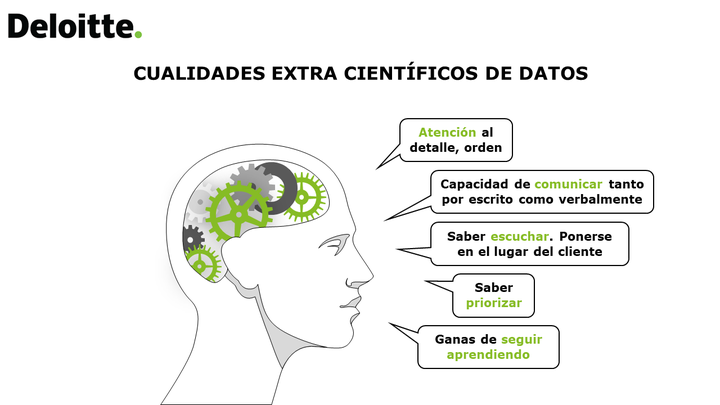 Deloitte.
CUALIDADES EXTRA CIENTÍFICOS DE DATOS
Atención al
detalle, orden
Capacidad de comunicar tanto
por escrito como verbalmente
Saber escuchar. Ponerse
en el lugar del cliente
Saber
priorizar
Ganas de seguir
aprendiendo